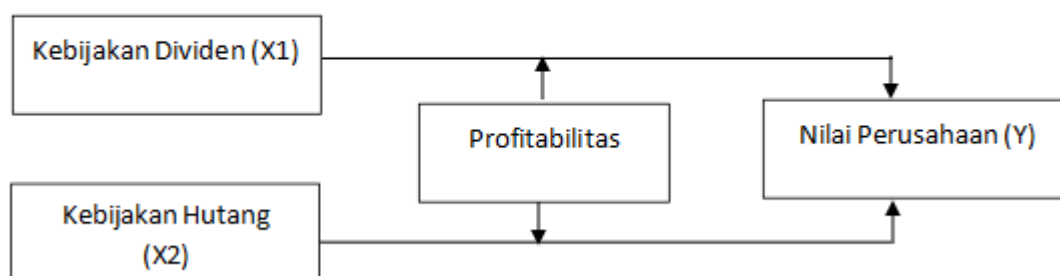 Kebijakan Dividen (X1)
Profitabilitas
Nilai Perusahaan (Y)
Kebijakan Hutang
(X2)